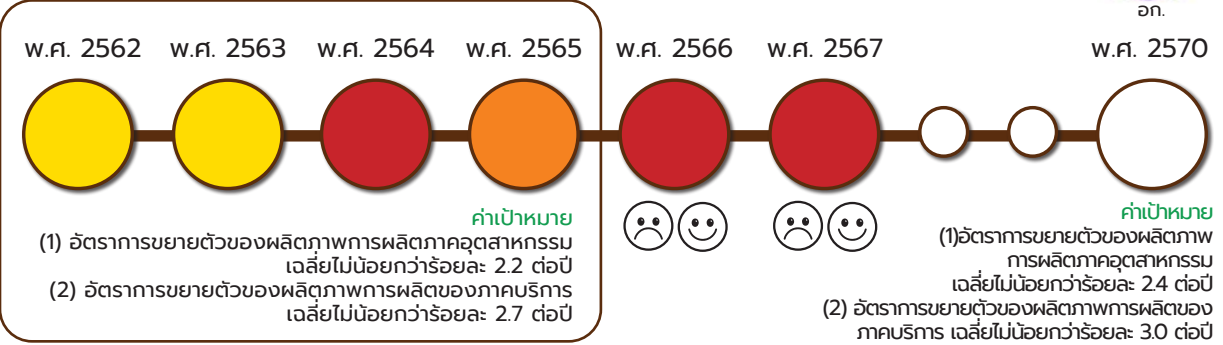 อก.
พ.ศ. 2562 พ.ศ. 2563 พ.ศ. 2564 พ.ศ. 2565 พ.ศ. 2566 พ.ศ. 2567 พ.ศ. 2570
ค่าเป้าหมาย
(1) อัตราการขยายตัวของผลิตภาพการผลิตภาคอุตสาหกรรม
เฉลี่ยไม่น้อยกว่าร้อยละ 2.2 ต่อปี
(2) อัตราการขยายตัวของผลิตภาพการผลิตของภาคบริการ
เฉลี่ยไม่น้อยกว่าร้อยละ 2.7 ต่อปี
ค่าเป้าหมาย
(1)อัตราการขยายตัวของผลิตภาพ
การผลิตภาคอุตสาหกรรม
เฉลี่ยไม่น้อยกว่าร้อยละ 2.4 ต่อปี
(2) อัตราการขยายตัวของผลิตภาพการผลิตของ
ภาคบริการ เฉลี่ยไม่น้อยกว่าร้อยละ 3.0 ต่อปี